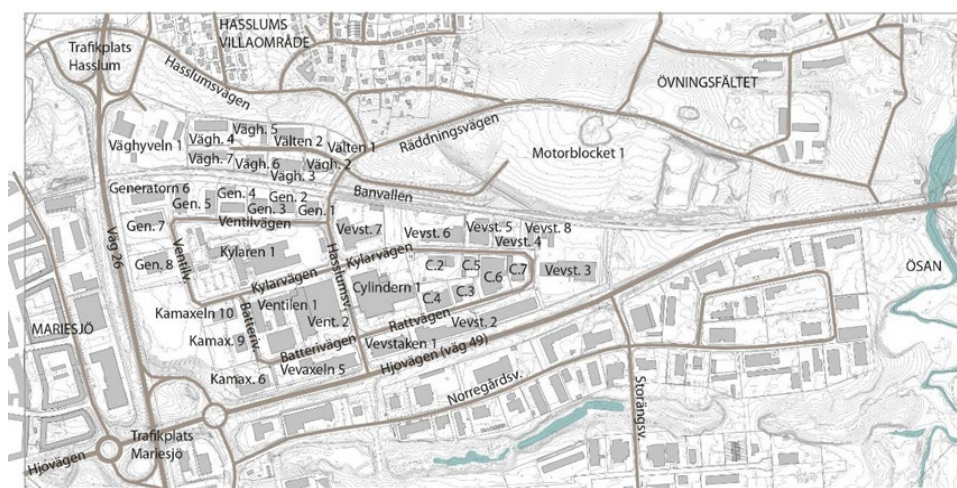 HASSLUMS
VILLAOMRÅDE
Trafikplats
Hasslum
Hasslumsvägen
ÖVNINGSFÄLTET
Vägh. 5
Vägh. 4
Välten 2
Väghyveln 1
Välten 1
Räddningsvägen
Vägh. 7
Vägh. 6
Vägh. 2
Vägh. 3
Motorblocket 1
Generatorn 6
Gen. 4
Gen. 2
Banvallen
Gen. 5
Gen. 3
Gen. 1
Gen. 7
Ventilvägen
Vevst. 7
Vevst. 6
Vevst. 5
Vevst. 8
Vevst. 4
Väg 26
Ventilv.
Kylaren 1
Hasslumsv.
Kylarvägen
Gen. 8
C.2
C.5
C.7
Vevst. 3
ÖSAN
Kylarvägen
Cylindern 1
C.6
C.4
C.3
Kamaxeln 10
Ventilen 1
Vent. 2
Rattvägen
Vevst. 2
MARIESJÖ
Kamax. 9
Batteriv.
Batterivägen
Vevstaken 1
Hjovägen (väg 49)
Kamax. 6
Vevaxeln 5
Norregårdsv.
Storängsv.
Trafikplats
Mariesjö
Hjovägen